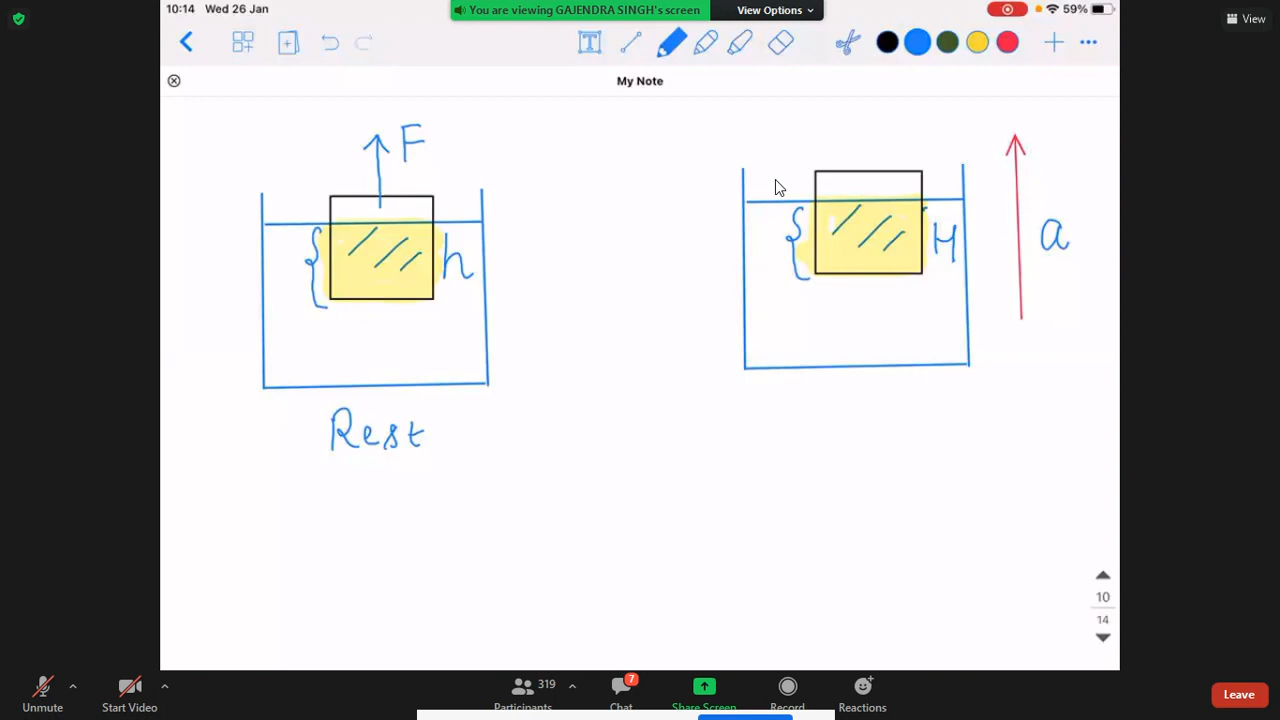 10:14 Wed 26 Jan
You are viewing GAJENDRA SINGH's screen
View Options
59%
View
T
My Note
F
h
Rest
H
a
10
14
Unmute
Start Video
319
Participants
7
Chat
Share Screen
Record
Reactions
Leave